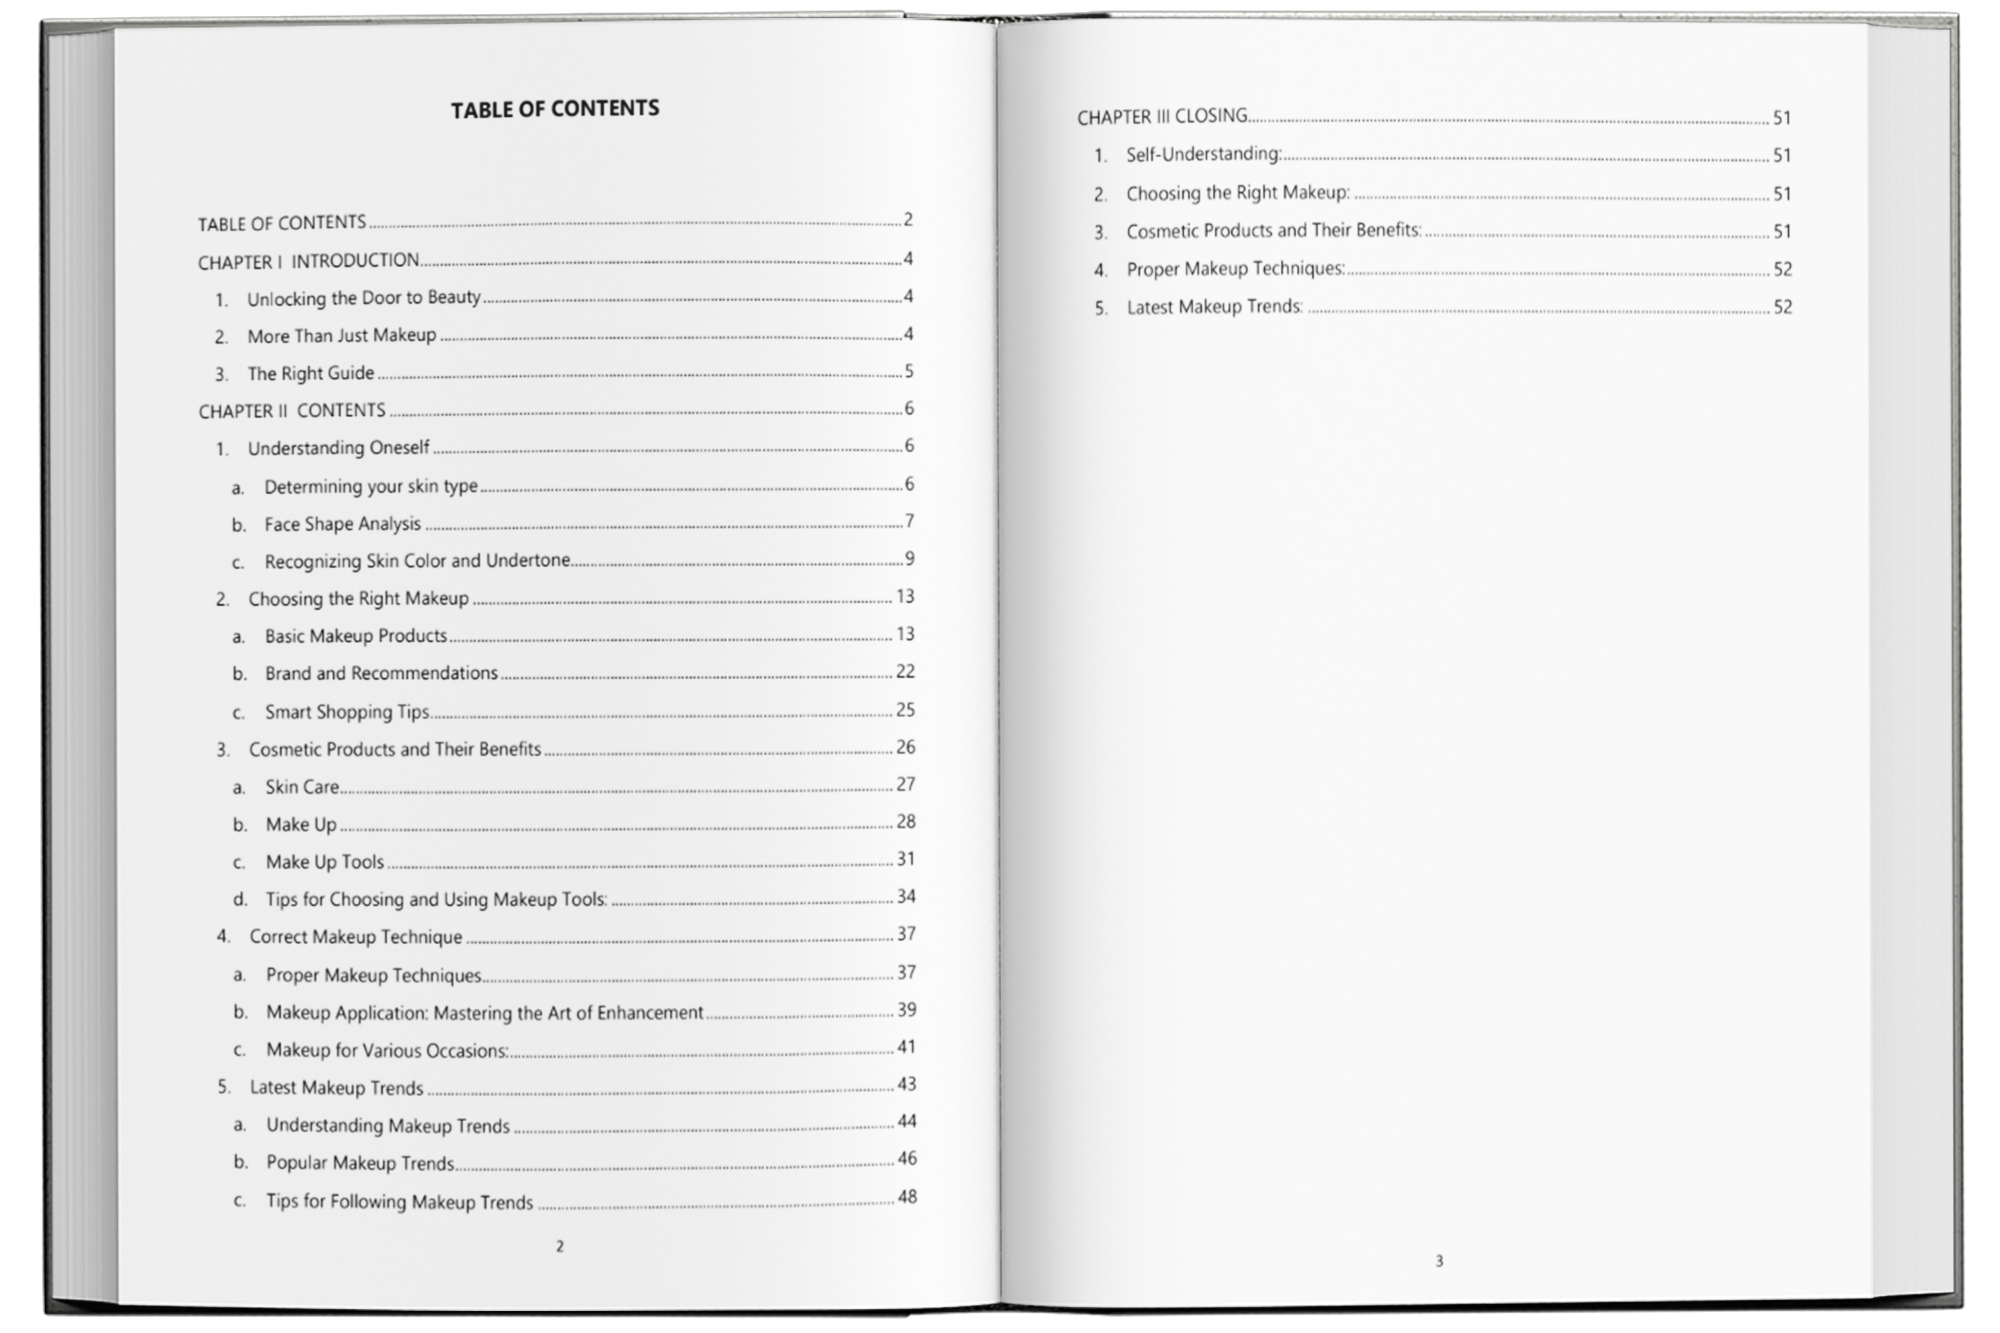 TABLE OF CONTENTS
TABLE OF CONTENTS 2
CHAPTER I INTRODUCTION 4
1. Unlocking the Door to Beauty 4
2. More Than Just Makeup 4
3. The Right Guide 5
CHAPTER II CONTENTS 6
1. Understanding Oneself 6
a. Determining your skin type 6
b. Face Shape Analysis 7
c. Recognizing Skin Color and Undertone 9
2. Choosing the Right Makeup 13
a. Basic Makeup Products 13
b. Brand and Recommendations 22
c. Smart Shopping Tips 25
3. Cosmetic Products and Their Benefits 26
a. Skin Care 27
b. Make Up 28
c. Make Up Tools 31
d. Tips for Choosing and Using Makeup Tools: 34
4. Correct Makeup Technique 37
a. Proper Makeup Techniques 37
b. Makeup Application: Mastering the Art of Enhancement 39
c. Makeup for Various Occasions: 41
5. Latest Makeup Trends 43
a. Understanding Makeup Trends 44
b. Popular Makeup Trends 46
c. Tips for Following Makeup Trends 48
2
CHAPTER III CLOSING 51
1. Self-Understanding: 51
2. Choosing the Right Makeup: 51
3. Cosmetic Products and Their Benefits: 51
4. Proper Makeup Techniques: 52
5. Latest Makeup Trends: 52
3